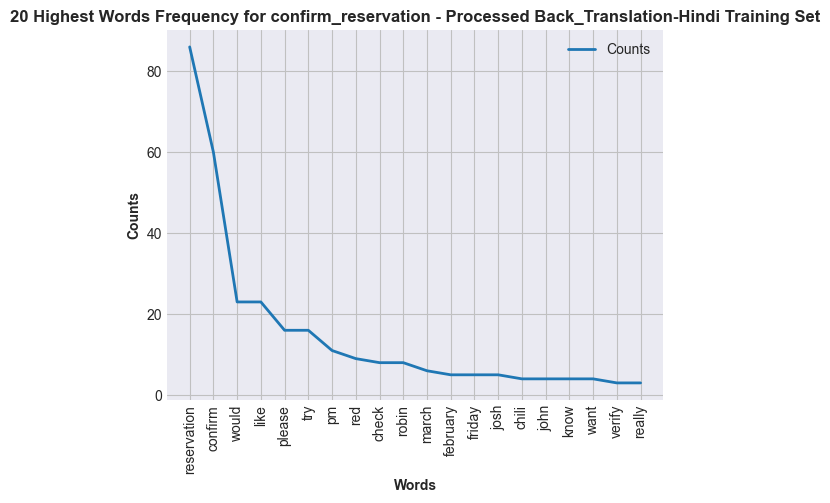 20 Highest Words Frequency for confirm_reservation - Processed Back_Translation-Hindi Training Set
Counts
80
60
40
20
0
Counts
reservation
confirm
would
like
please
try
pm
red
check
robin
march
february
friday
josh
chili
john
know
want
verify
really
Words